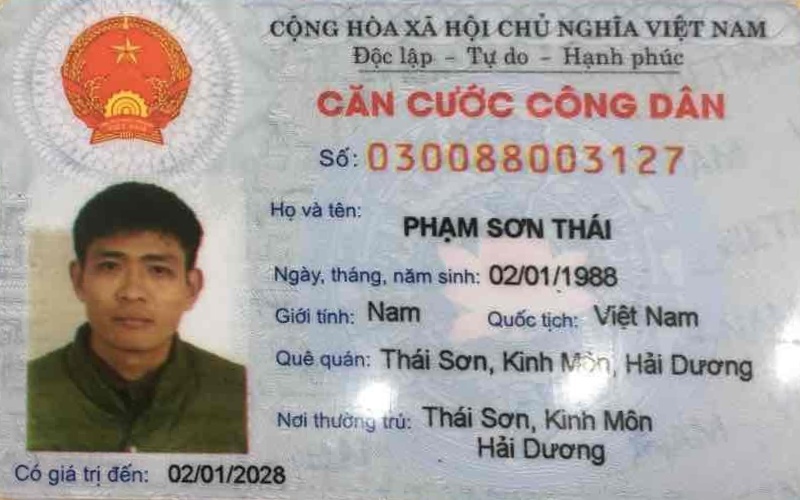 CỘNG HÒA XÃ HỘI CHỦ NGHĨA VIỆT NAM
Độc lập - Tự do - Hạnh phúc
CĂN CƯỚC CÔNG DÂN
Số: 030088003127
Họ và tên: PHẠM SƠN THÁI
Ngày, tháng, năm sinh: 02/01/1988
Giới tính: Nam Quốc tịch: Việt Nam
Quê quán: Thái Sơn, Kinh Môn, Hải Dương
Nơi thường trú: Thái Sơn, Kinh Môn
Hải Dương
Có giá trị đến: 02/01/2028